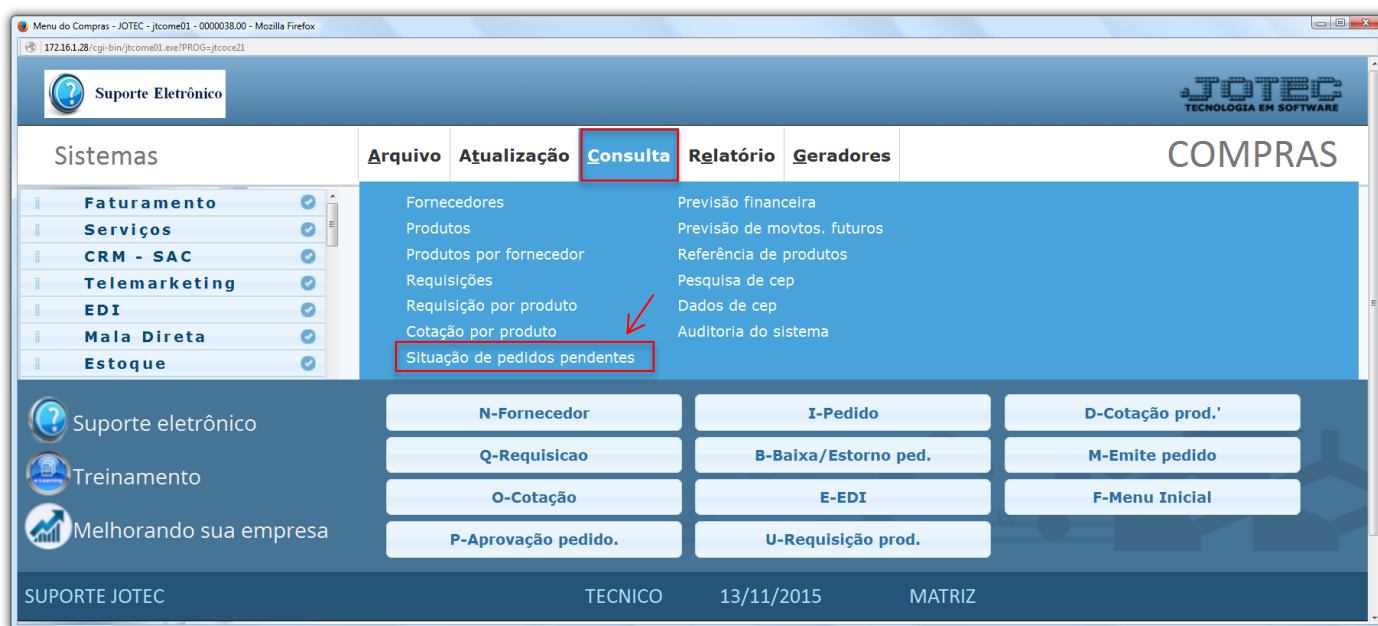 Menu do Compras - JOTEC - jtcome01 - 0000038.00 - Mozilla Firefox
172.16.1.28/cgi-bin/jtcome01.exe?PROG=jtcoce21
Suporte Eletrônico
JOTEC
TECNOLOGIA EM SOFTWARE
Sistemas
Arquivo Atualização Consulta Relatório Geradores
COMPRAS
Faturamento
Serviços
CRM - SAC
Telemarketing
EDI
Mala Direta
Estoque
Fornecedores
Produtos
Produtos por fornecedor
Requisições
Requisição por produto
Cotação por produto
Situação de pedidos pendentes
Previsão financeira
Previsão de movtos. futuros
Referência de produtos
Pesquisa de cep
Dados de cep
Auditoria do sistema
Suporte eletrônico
Treinamento
Melhorando sua empresa
N-Fornecedor I-Pedido D-Cotação prod.'
Q-Requisicao B-Baixa/Estorno ped. M-Emite pedido
O-Cotação E-EDI F-Menu Inicial
P-Aprovação pedido. U-Requisição prod.
SUPORTE JOTEC TECNICO 13/11/2015 MATRIZ